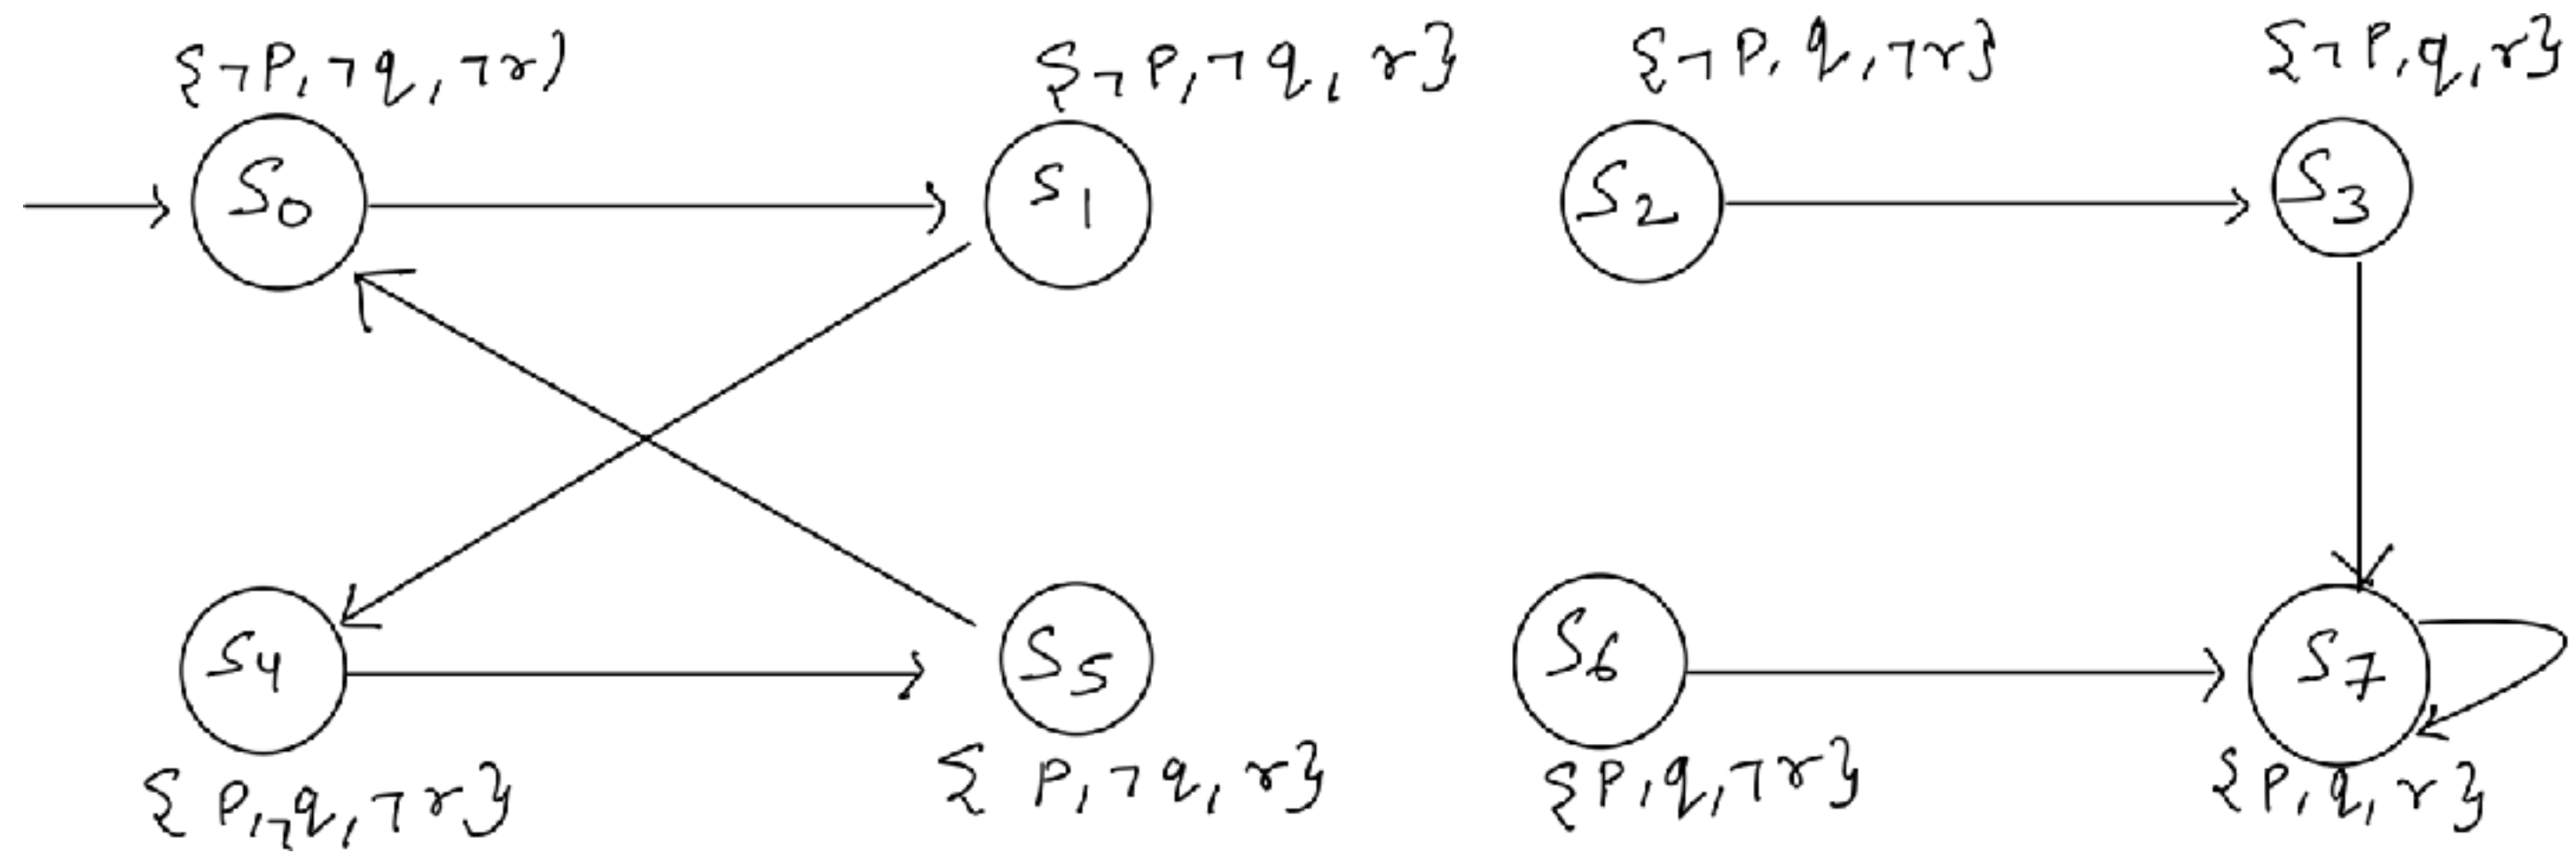 {¬P, ¬q, ¬r) {¬P, ¬q, r} {¬P, q, ¬r} {¬P, q, r}
S0 S1 S2 S3
S4 S5 S6 S7
{P, ¬q, ¬r} {P, ¬q, r} {P, q, ¬r} {P, q, r}